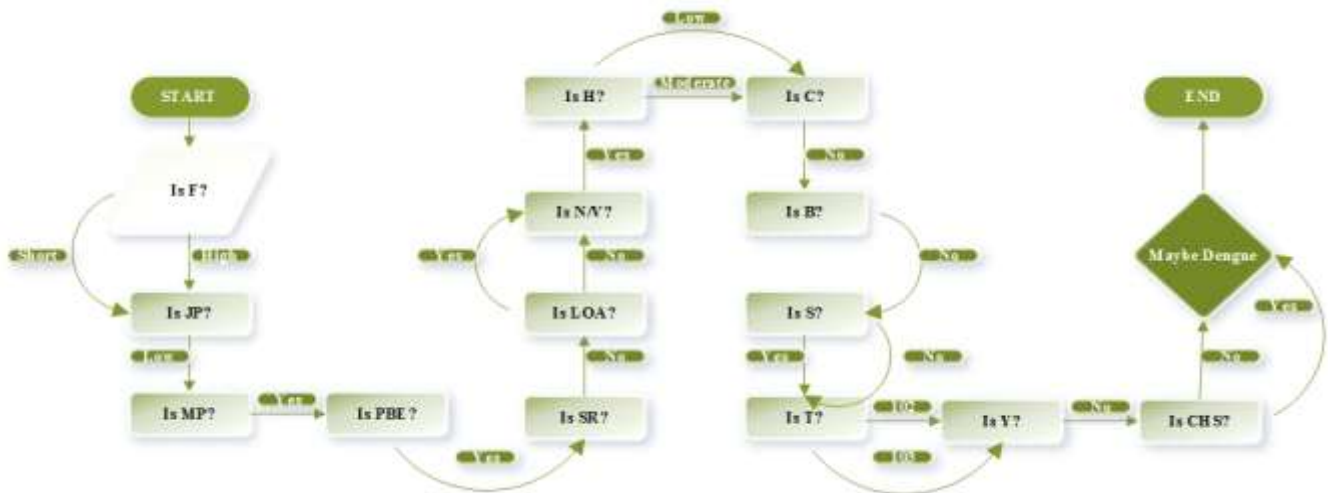 START
Is F?
Short
High
Is JP?
Low
Is MP?
Yes
Is PBE?
Yes
Is SR?
No
Is LOA?
Yes
No
Is N/V?
Yes
Is H?
Low
Moderate
Is C?
No
Is B?
No
Is S?
Yes
No
Is T?
102
103
Is Y?
No
Is CHS?
No
Yes
Maybe Dengue
END